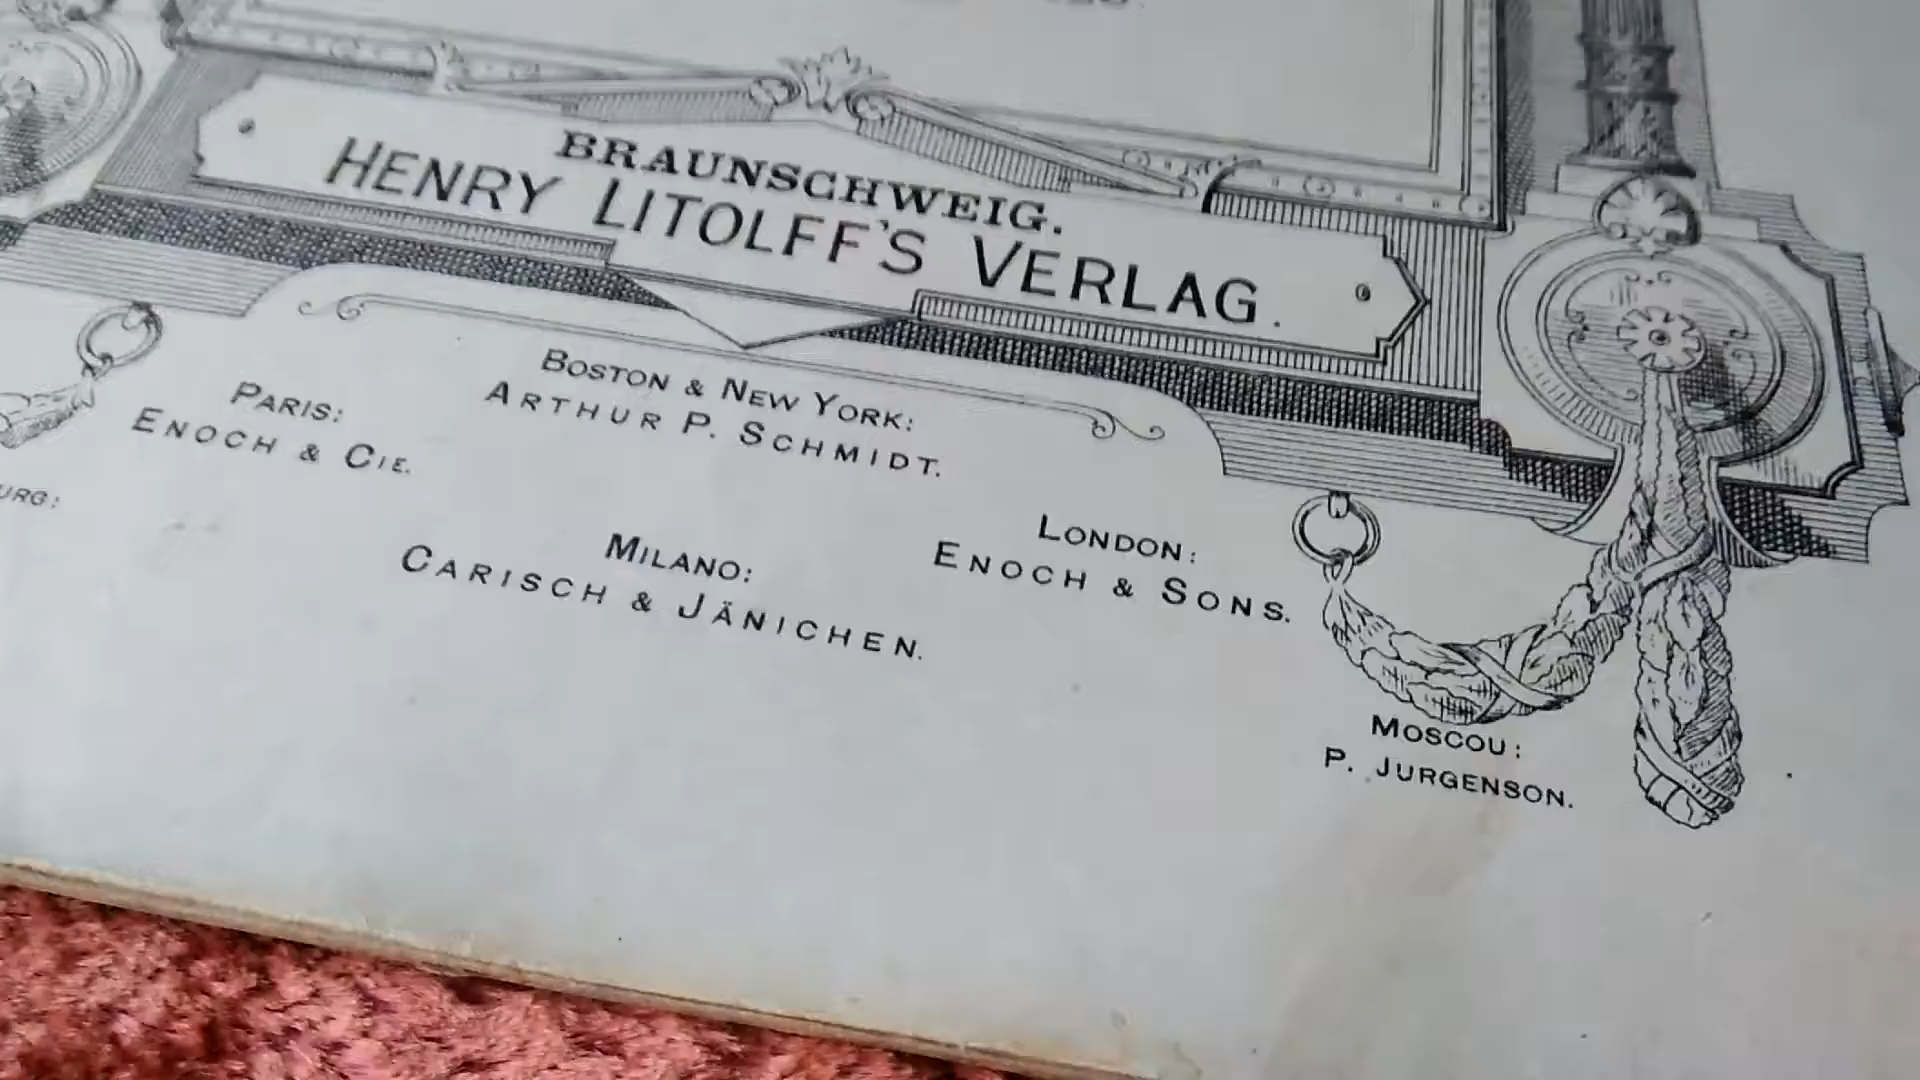 BRAUNSCHWEIG.
HENRY LITOLFF'S VERLAG.
BOSTON & NEW YORK:
ARTHUR P. SCHMIDT.
PARIS:
ENOCH & CIE.
LONDON:
ENOCH & SONS.
MILANO:
CARISCH & JÄNICHEN.
MOSCOU:
P. JURGENSON.